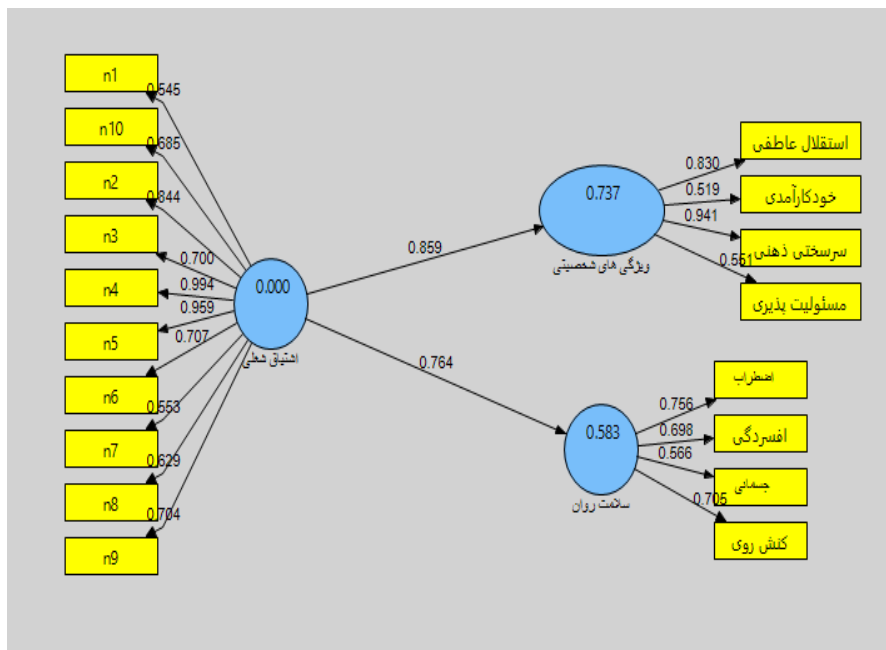 n1
0.545
n10
0.685
n2
0.844
n3
0.700
n4
0.994
n5
0.959
n6
0.707
n7
0.553
n8
0.629
n9
0.704
0.000
اشتیاق شغلی
0.859
0.764
0.737
ویژگی های شخصیتی
0.583
سلامت روان
0.830
استقلال عاطفی
0.519
خودکارآمدی
0.941
سرسختی ذهنی
0.551
مسئولیت پذیری
0.756
اضطراب
0.698
افسردگی
0.566
جسمانی
0.705
کنش روی